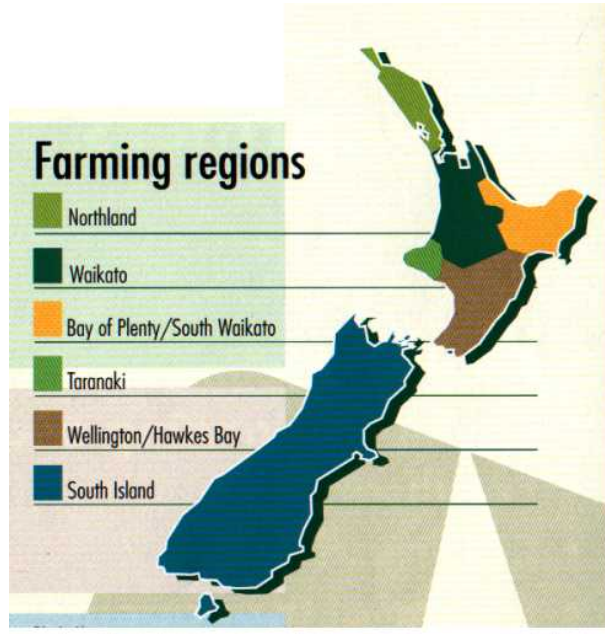 Farming regions
Northland
Waikato
Bay of Plenty/South Waikato
Taranaki
Wellington/Hawkes Bay
South Island